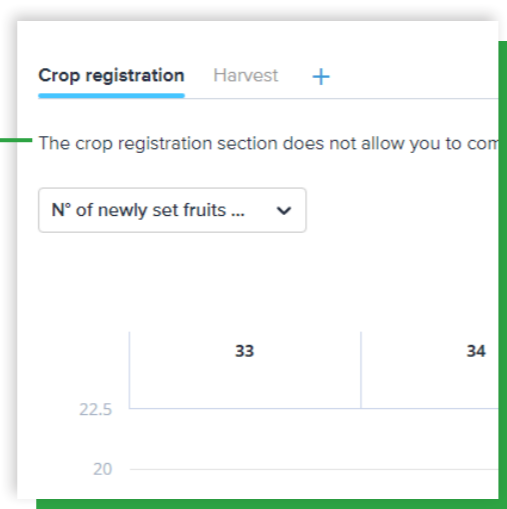 Crop registration Harvest +
The crop registration section does not allow you to com
N° of newly set fruits ...
33 34
22.5
20